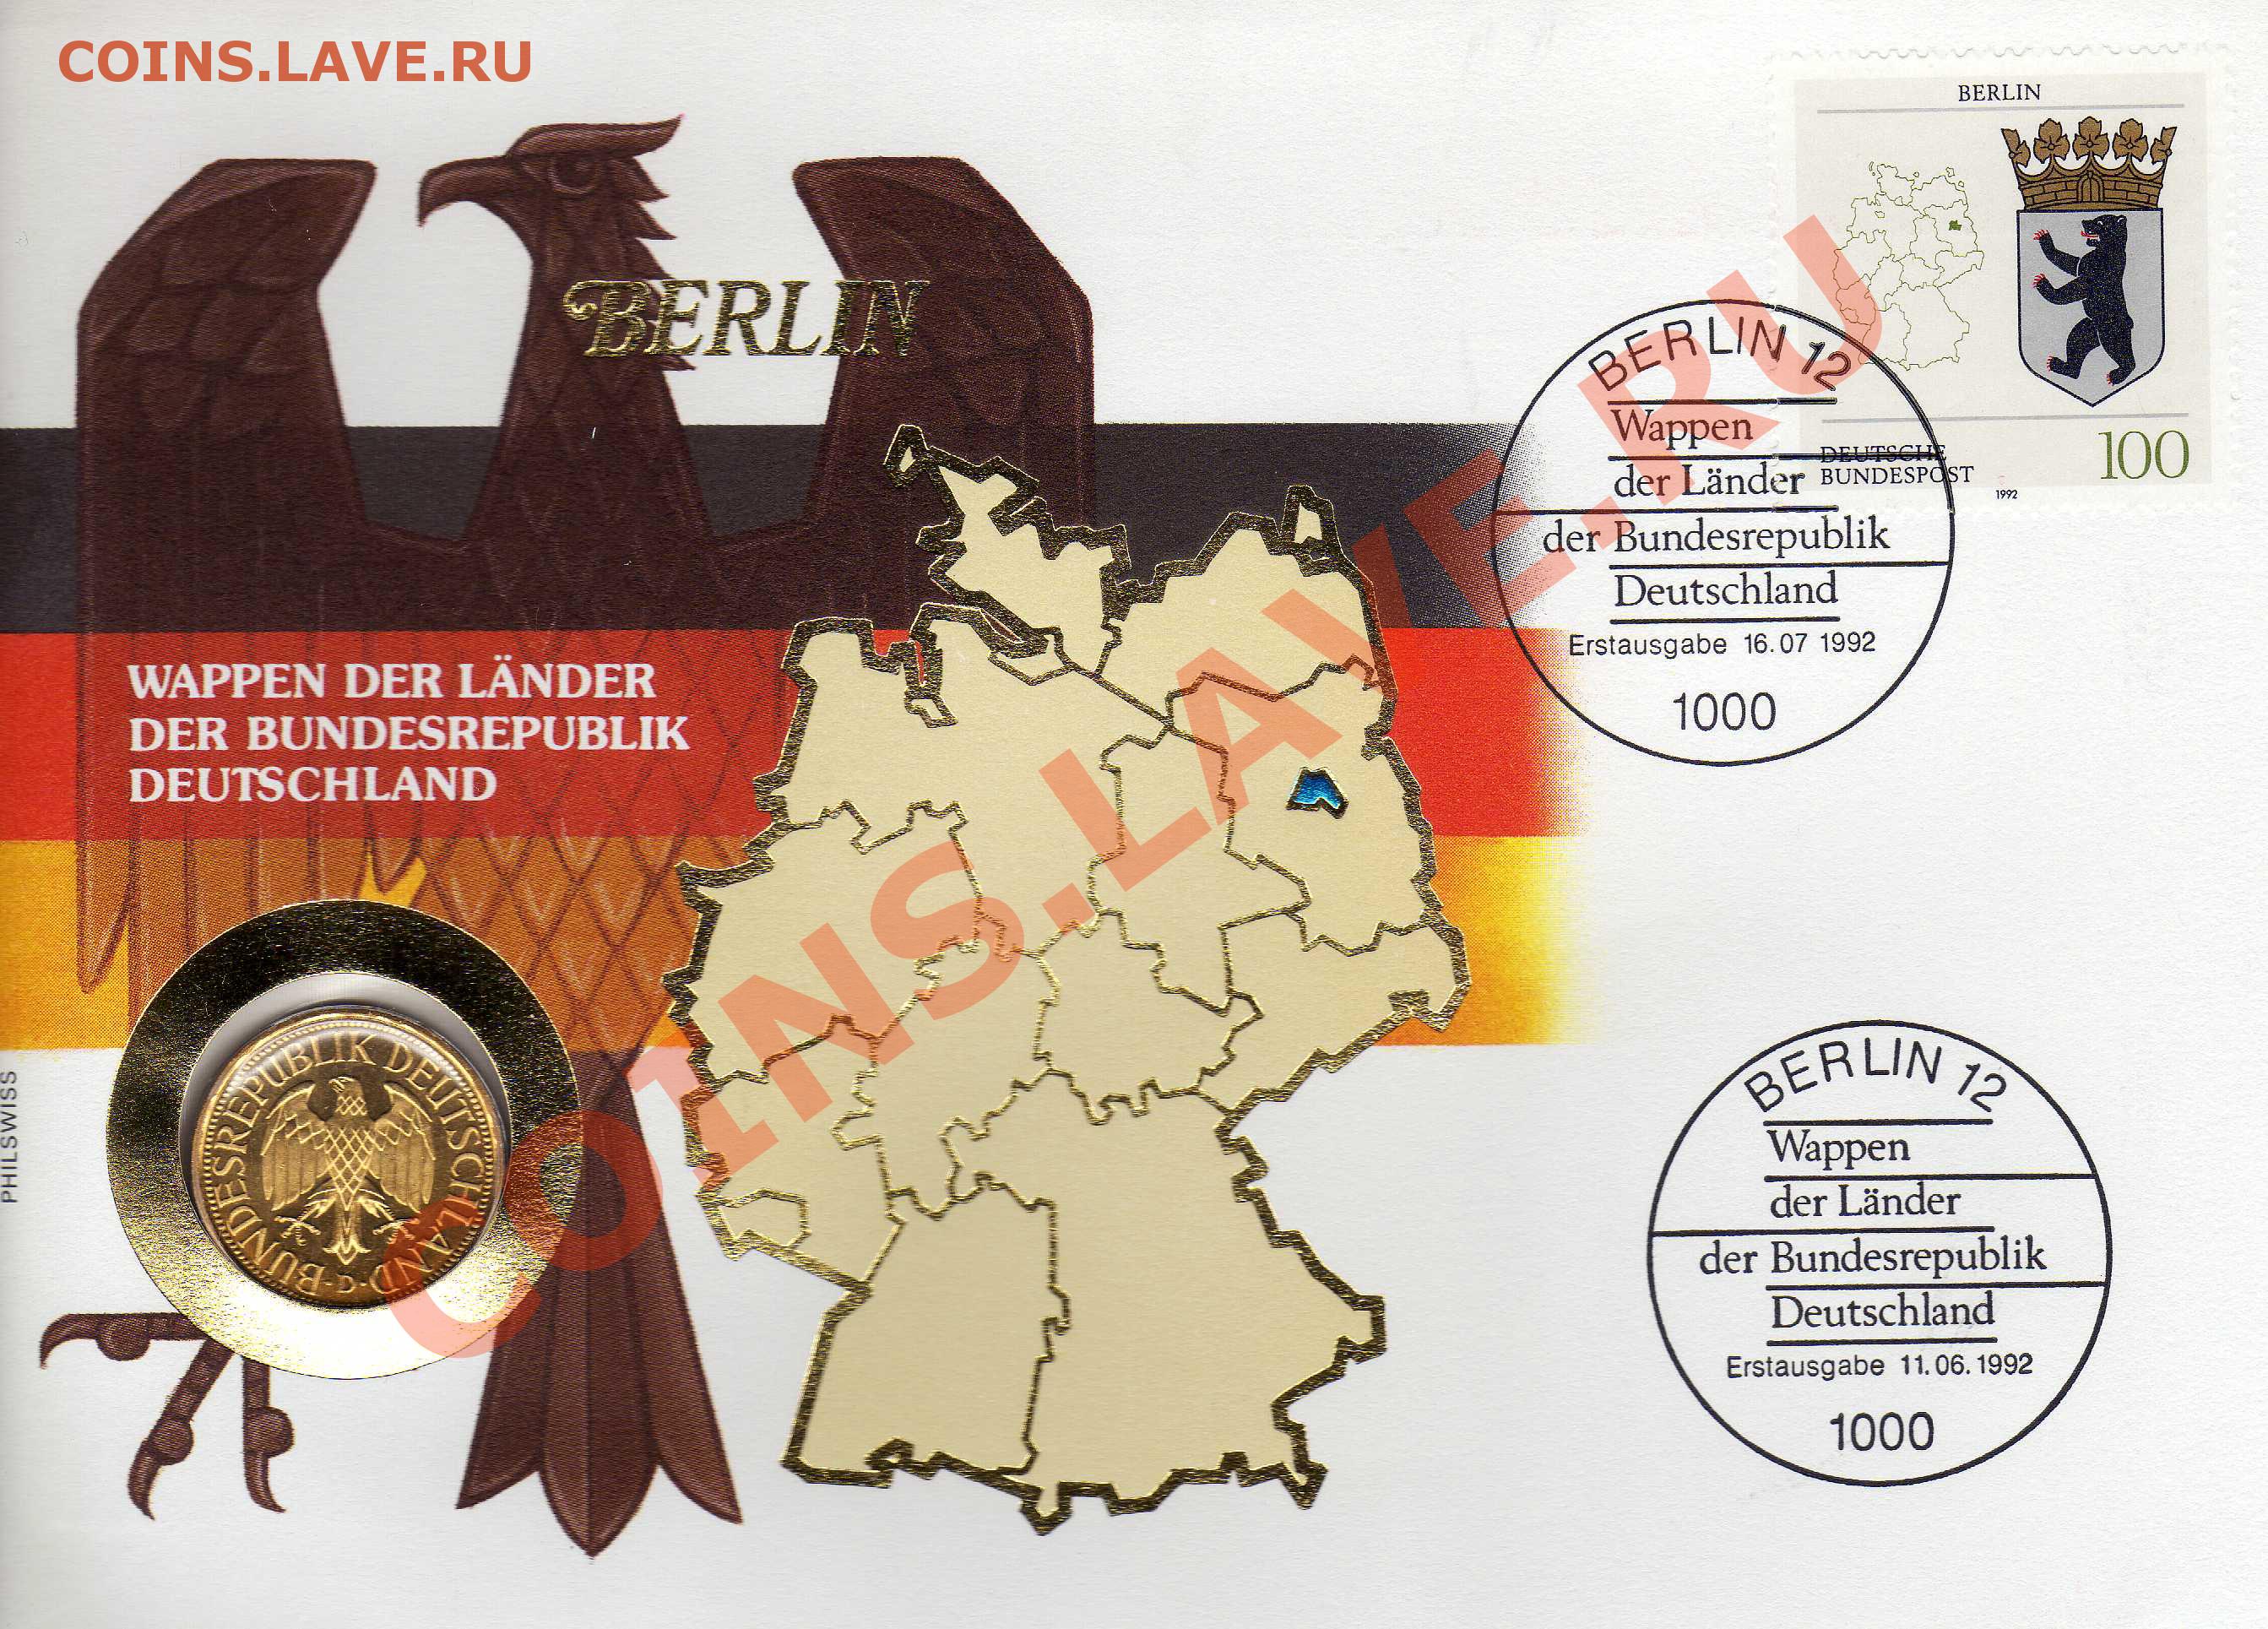 COINS.LAVE.RU
BERLIN
BERLIN
DEUTSCHE
BUNDESPOST
1992
100
BERLIN 12
Wappen
der Länder
der Bundesrepublik
Deutschland
Erstausgabe 16.07 1992
1000
WAPPEN DER LÄNDER
DER BUNDESREPUBLIK
DEUTSCHLAND
COINS.LAVE.RU
PHILSWISS
BUNDESREPUBLIK DEUTSCHLAND
D
BERLIN 12
Wappen
der Länder
der Bundesrepublik
Deutschland
Erstausgabe 11.06.1992
1000